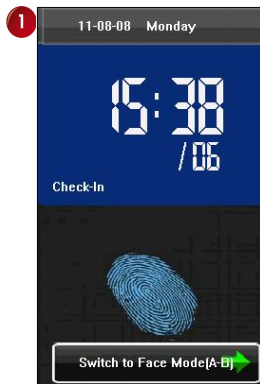 1
11-08-08 Monday
15:38
/06
Check-In
Switch to Face Mode(A-B)